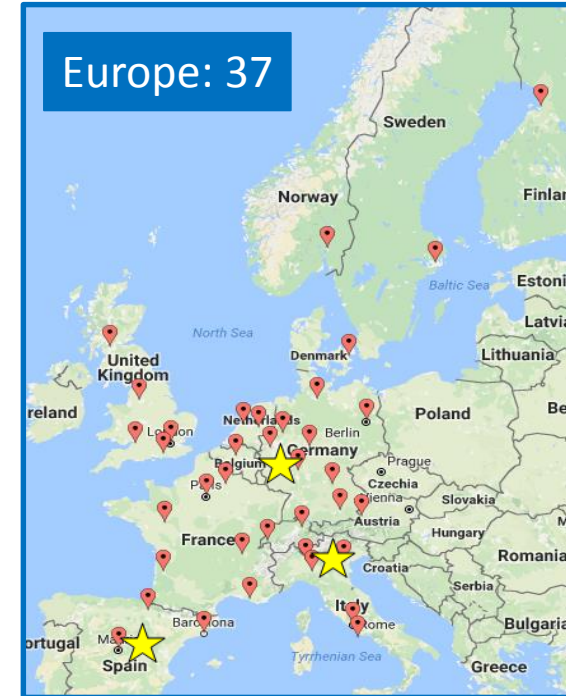 Europe: 37
Sweden
Norway
Finlan
Baltic Sea
Estoni
North Sea
Latvia
Denmark
Lithuania
United
Kingdom
reland
Netherlands
Poland
Be
London
Berlin
Germany
Belgium
Prague
Paris
Czechia
Vienna
Slovakia
Austria
France
Hungary
Romania
Croatia
Serbia
Italy
Bulgaria
Barcelona
Rome
ortugal
Ma
Spain
Tyrrhenian Sea
Greece